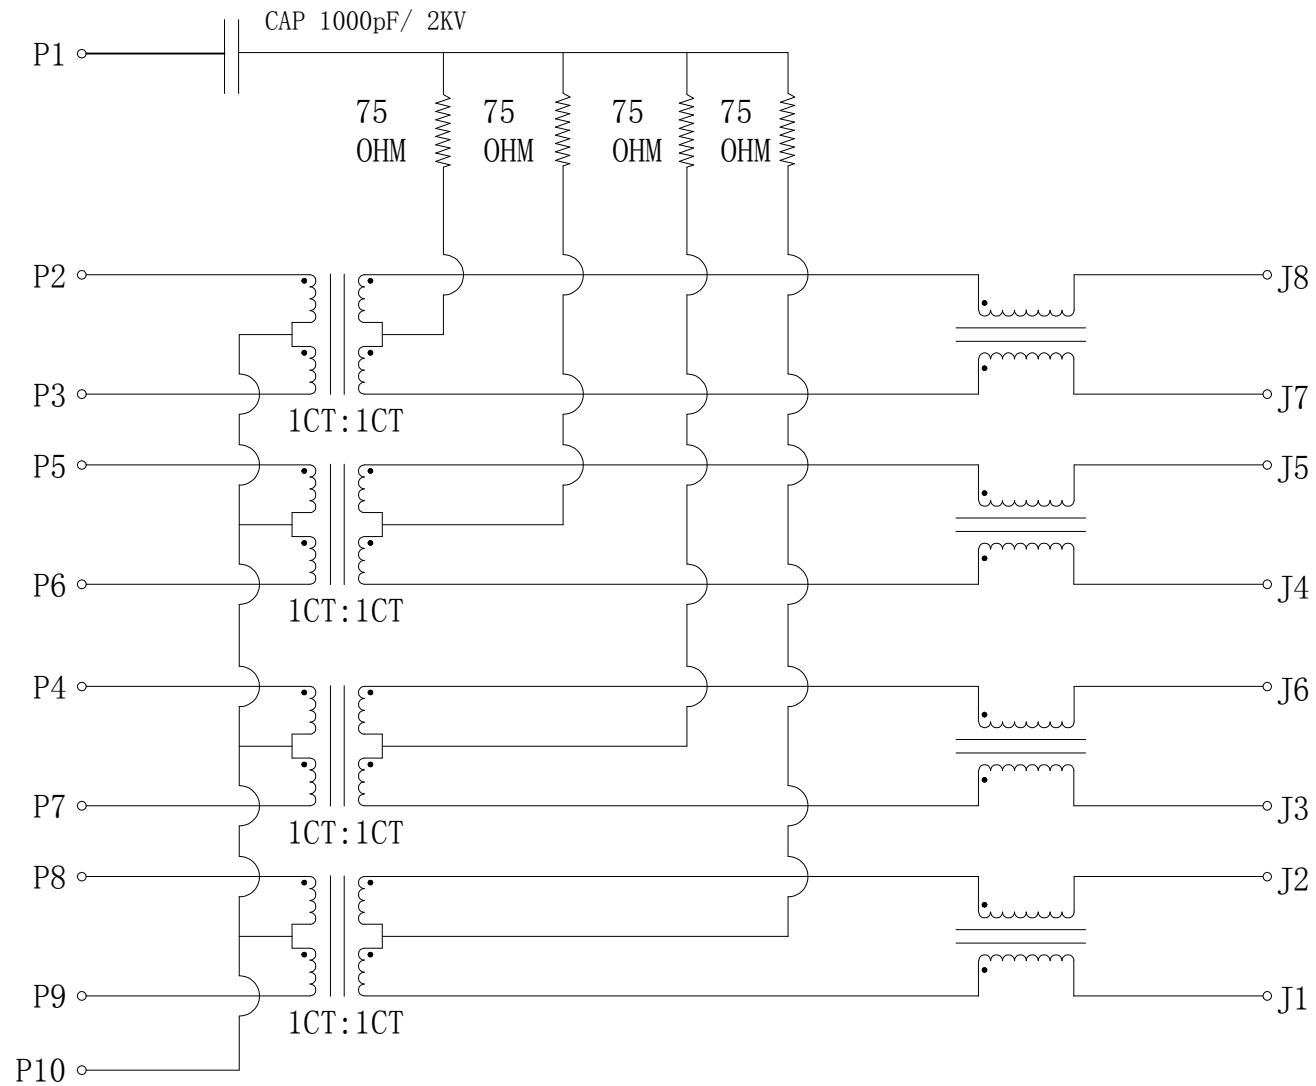 CAP 1000pF/ 2KV
P1
75 75 75 75
OHM OHM OHM OHM
P2 J8
P3 J7
1CT:1CT
P5 J5
P6 J4
1CT:1CT
P4 J6
P7 J3
1CT:1CT
P8 J2
P9 J1
1CT:1CT
P10